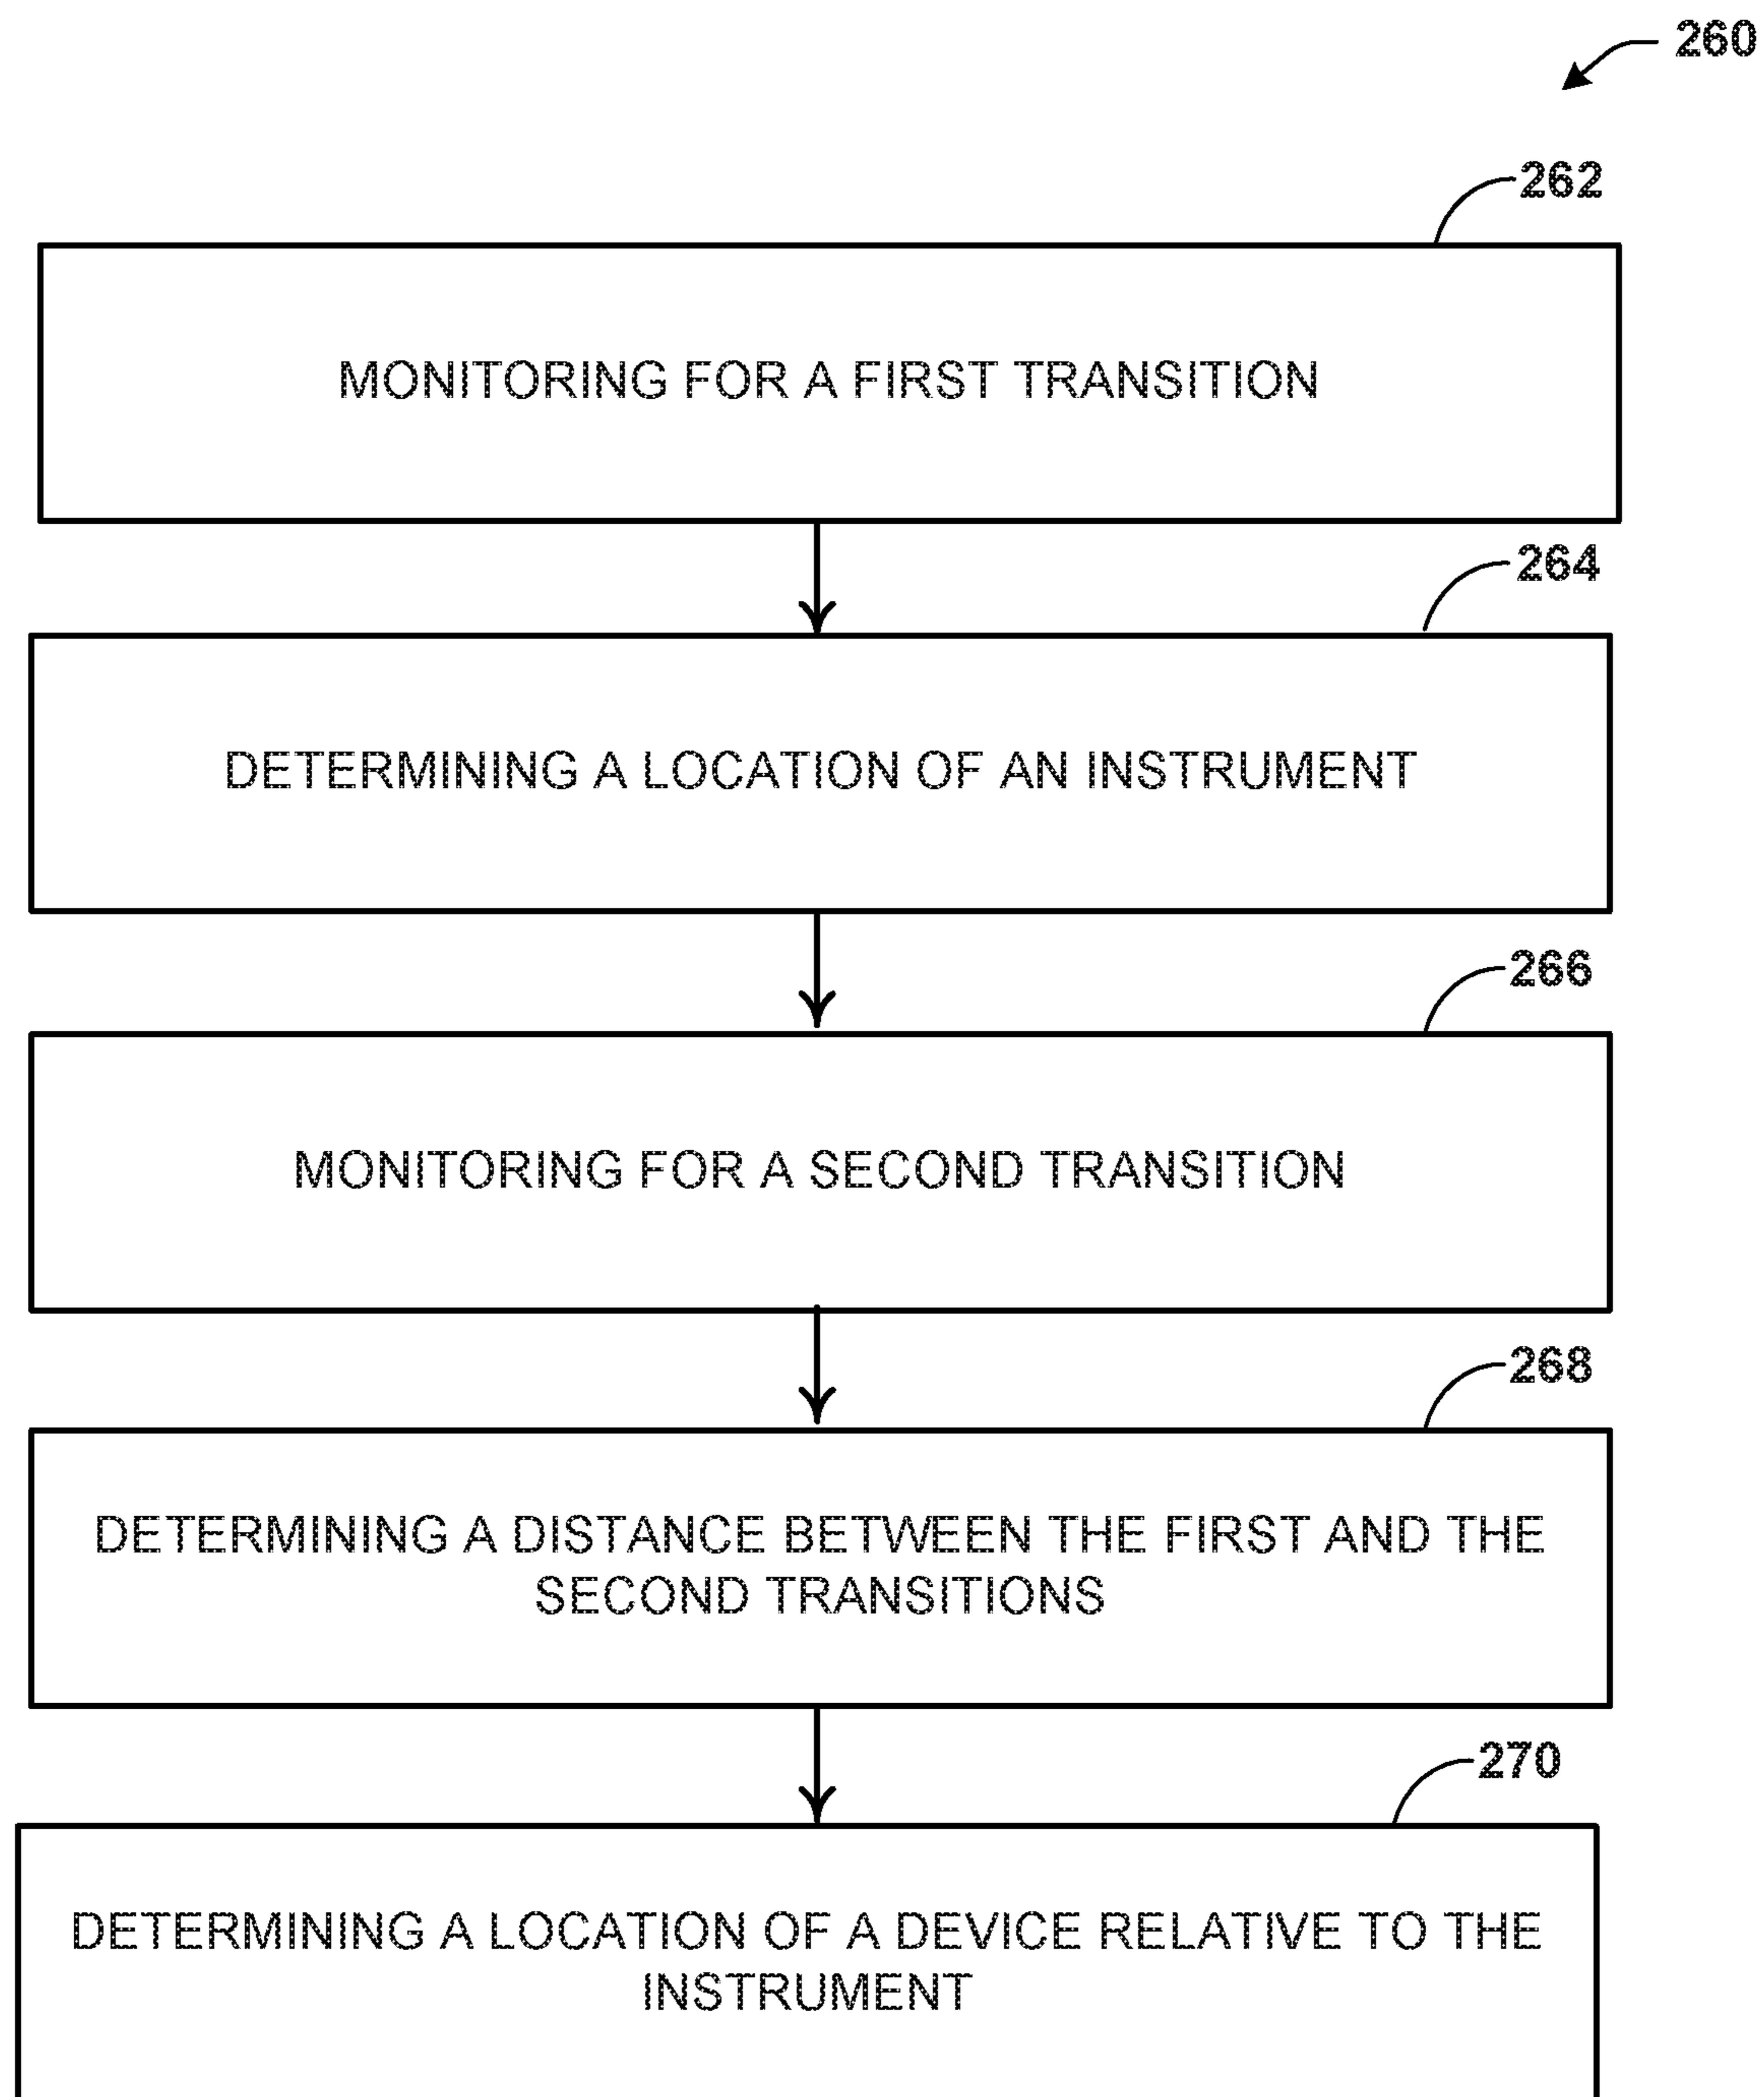 260
262
MONITORING FOR A FIRST TRANSITION
264
DETERMINING A LOCATION OF AN INSTRUMENT
266
MONITORING FOR A SECOND TRANSITION
268
DETERMINING A DISTANCE BETWEEN THE FIRST AND THE
SECOND TRANSITIONS
270
DETERMINING A LOCATION OF A DEVICE RELATIVE TO THE
INSTRUMENT